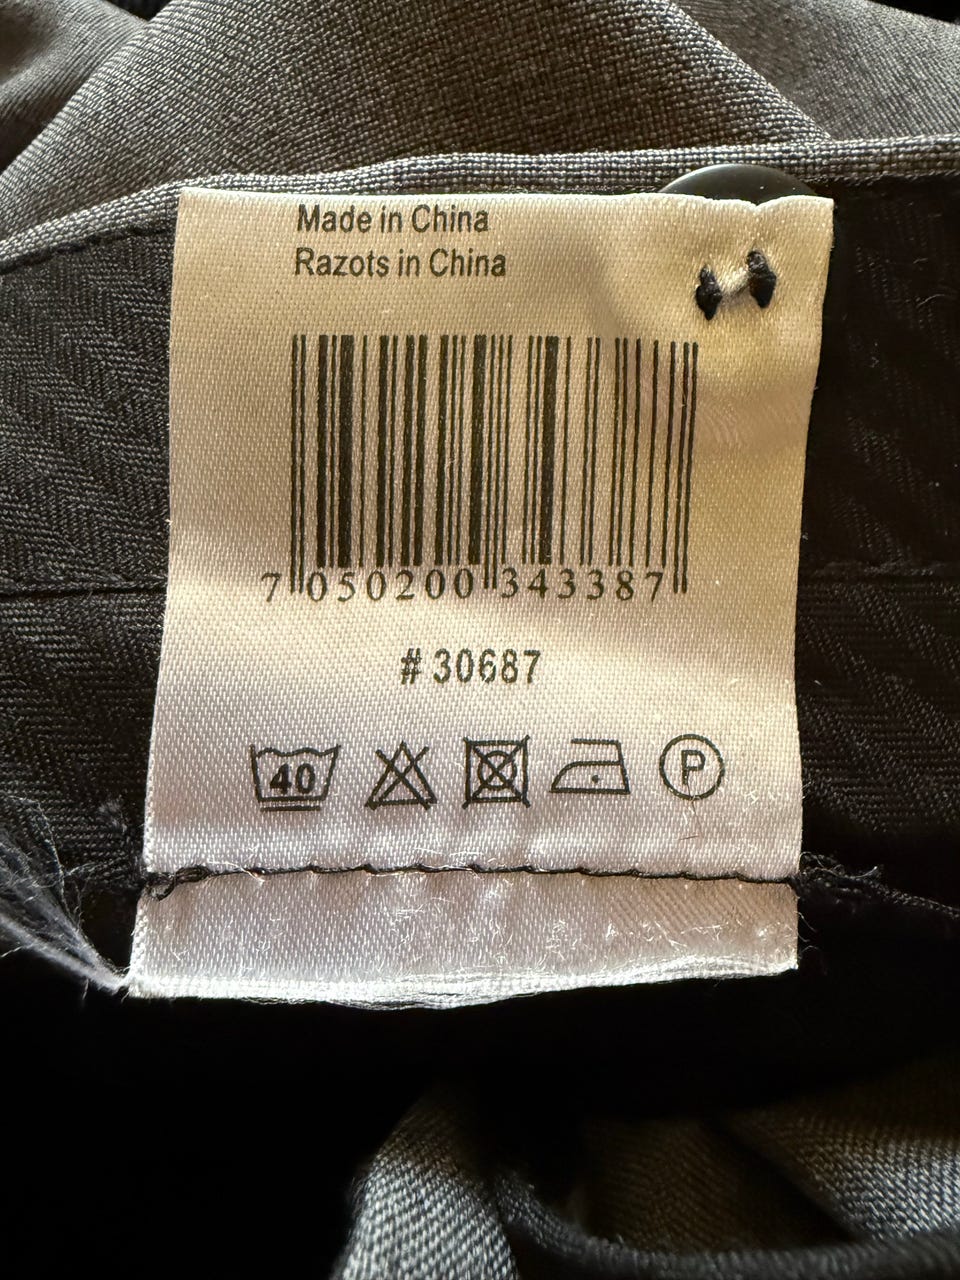 Made in China
Razots in China
7 050200 343387
# 30687
40
P